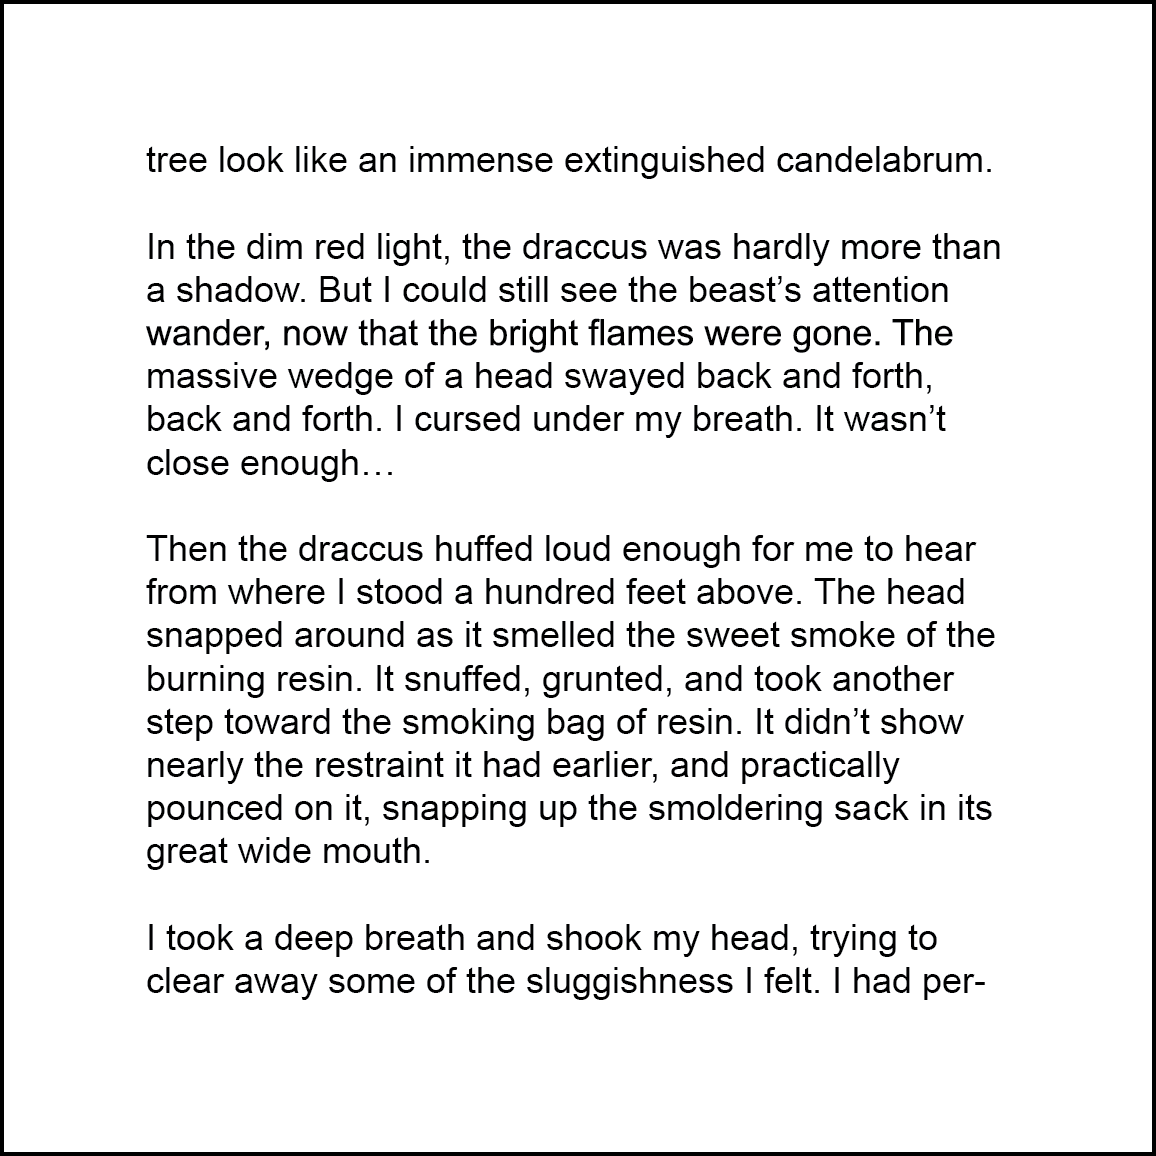 tree look like an immense extinguished candelabrum.
In the dim red light, the draccus was hardly more than
a shadow. But I could still see the beast’s attention
wander, now that the bright flames were gone. The
massive wedge of a head swayed back and forth,
back and forth. I cursed under my breath. It wasn’t
close enough…
Then the draccus huffed loud enough for me to hear
from where I stood a hundred feet above. The head
snapped around as it smelled the sweet smoke of the
burning resin. It snuffed, grunted, and took another
step toward the smoking bag of resin. It didn’t show
nearly the restraint it had earlier, and practically
pounced on it, snapping up the smoldering sack in its
great wide mouth.
I took a deep breath and shook my head, trying to
clear away some of the sluggishness I felt. I had per-